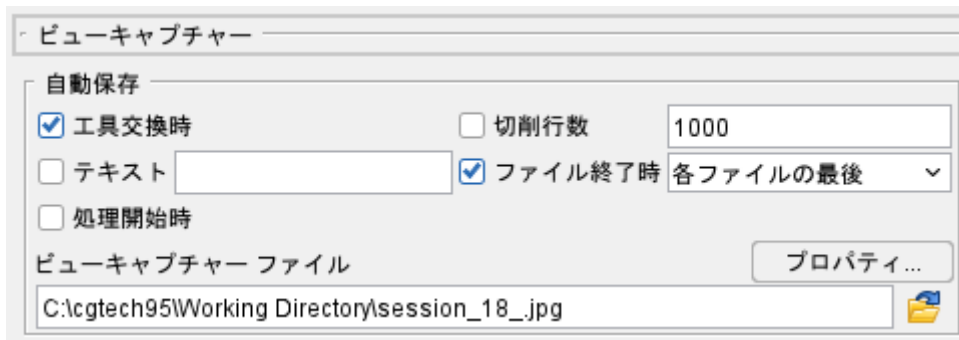 ビューキャプチャー
自動保存
工具交換時 切削行数 1000
テキスト ファイル終了時 各ファイルの最後
処理開始時
ビューキャプチャー ファイル プロパティ...
C:\cgtech95\Working Directory\session_18_.jpg